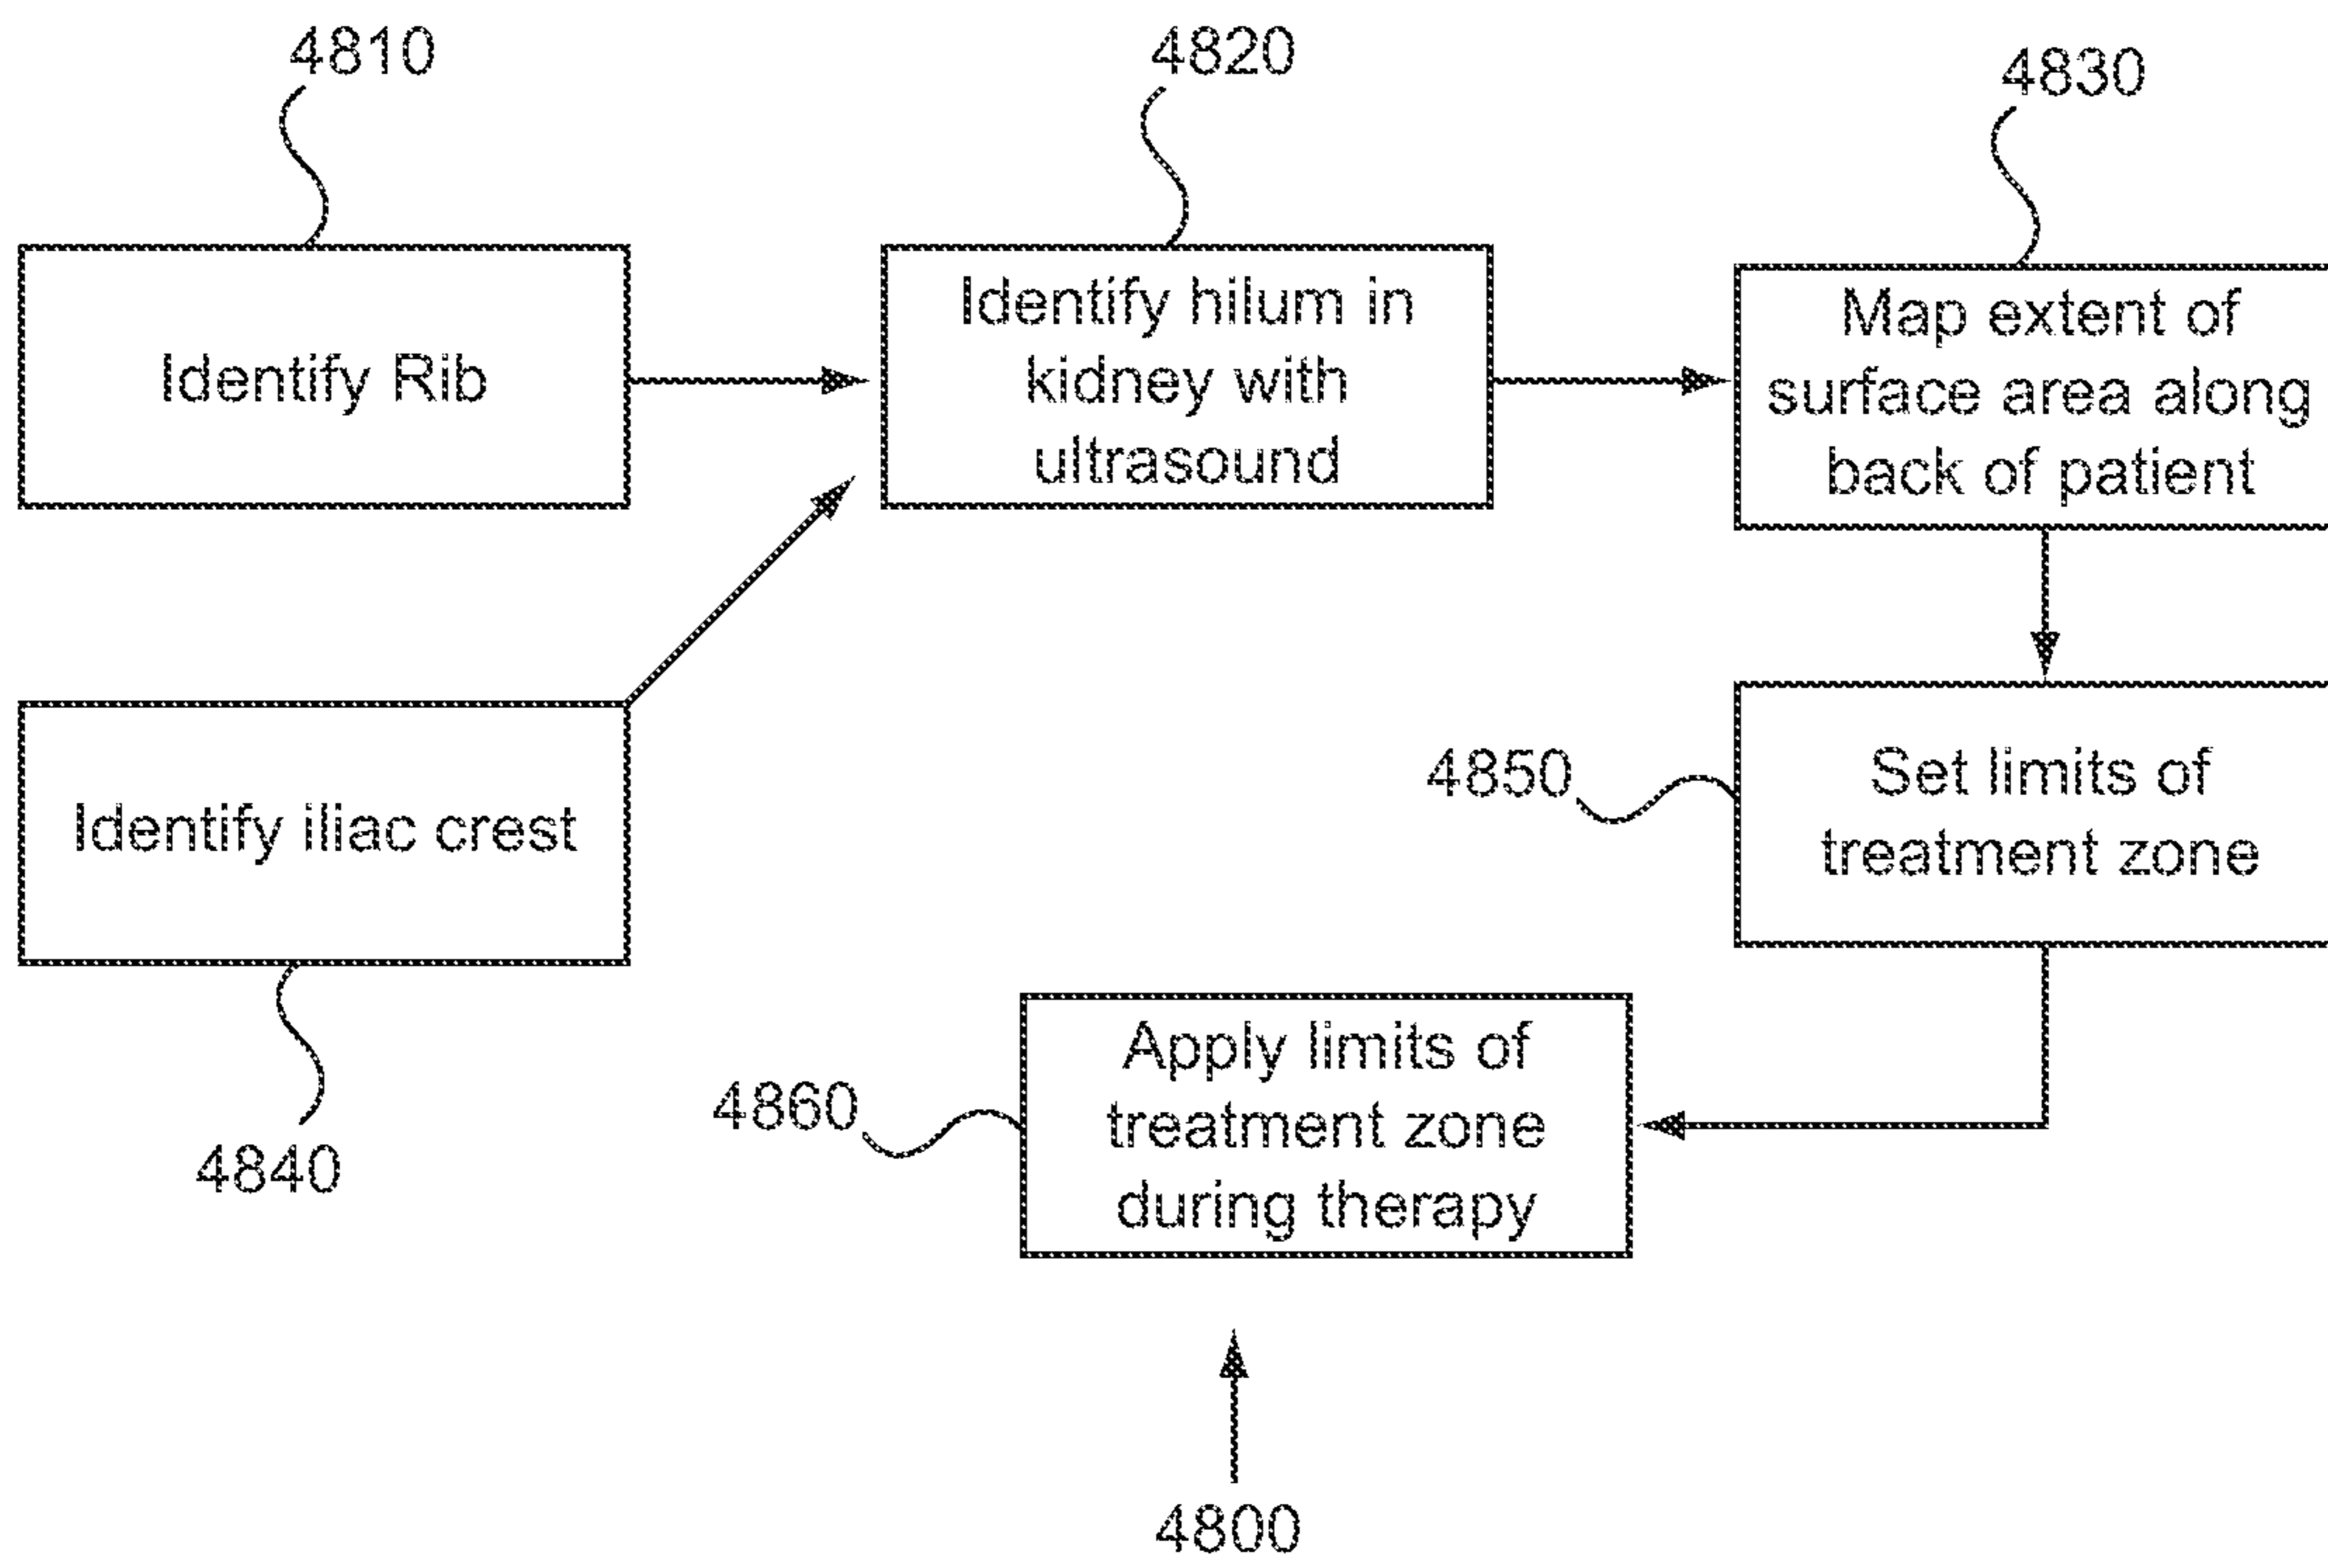 4810
4820
4830
Identify Rib
Identify hilum in
kidney with
ultrasound
Map extent of
surface area along
back of patient
Identify iliac crest
4840
4850
Set limits of
treatment zone
4860
Apply limits of
treatment zone
during therapy
4800